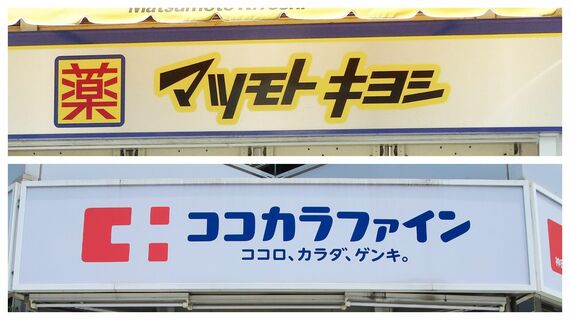 薬
マツモトキヨシ
ココカラファイン
ココロ、カラダ、ゲンキ。